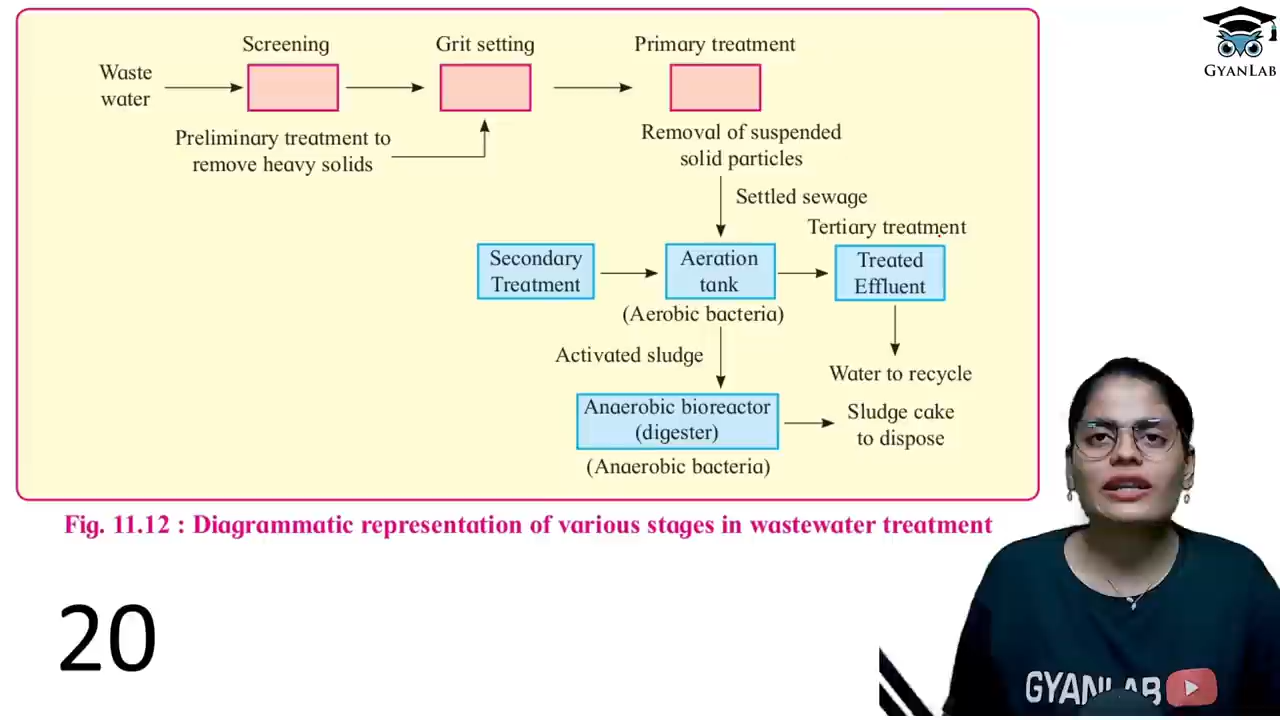 GYANLAB
Screening
Grit setting
Primary treatment
Waste
water
Preliminary treatment to
remove heavy solids
Removal of suspended
solid particles
Settled sewage
Tertiary treatment
Secondary
Treatment
Aeration
tank
Treated
Effluent
(Aerobic bacteria)
Activated sludge
Water to recycle
Anaerobic bioreactor
(digester)
Sludge cake
to dispose
(Anaerobic bacteria)
Fig. 11.12 : Diagrammatic representation of various stages in wastewater treatment
20
GYANLAB